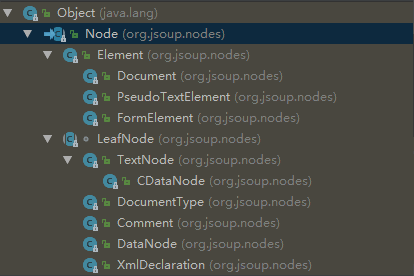 Object (java.lang)
Node (org.jsoup.nodes)
Element (org.jsoup.nodes)
Document (org.jsoup.nodes)
PseudoTextElement (org.jsoup.nodes)
FormElement (org.jsoup.nodes)
LeafNode (org.jsoup.nodes)
TextNode (org.jsoup.nodes)
CDataNode (org.jsoup.nodes)
DocumentType (org.jsoup.nodes)
Comment (org.jsoup.nodes)
DataNode (org.jsoup.nodes)
XmlDeclaration (org.jsoup.nodes)